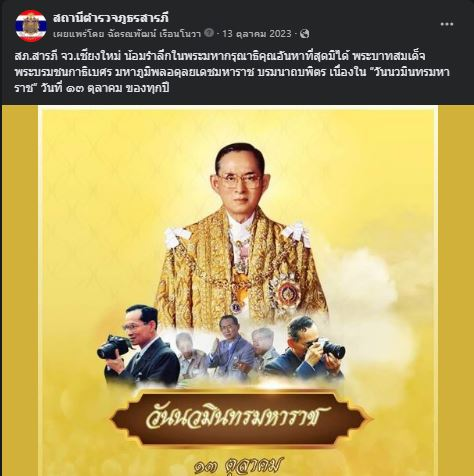 สถานีตำรวจภูธรสารภี
เผยแพร่โดย ฉัตรณพัฒน์ เรือนโนวา · 13 ตุลาคม 2023 ·
สภ.สารภี จว.เชียงใหม่ น้อมรำลึกในพระมหากรุณาธิคุณอันหาที่สุดมิได้ พระบาทสมเด็จ
พระบรมชนกาธิเบศร มหาภูมิพลอดุลยเดชมหาราช บรมนาถบพิตร เนื่องใน "วันนวมินทรมหา
ราช" วันที่ ๑๓ ตุลาคม ของทุกปี
วันนวมินทรมหาราช
๑๓ ตุลาคม